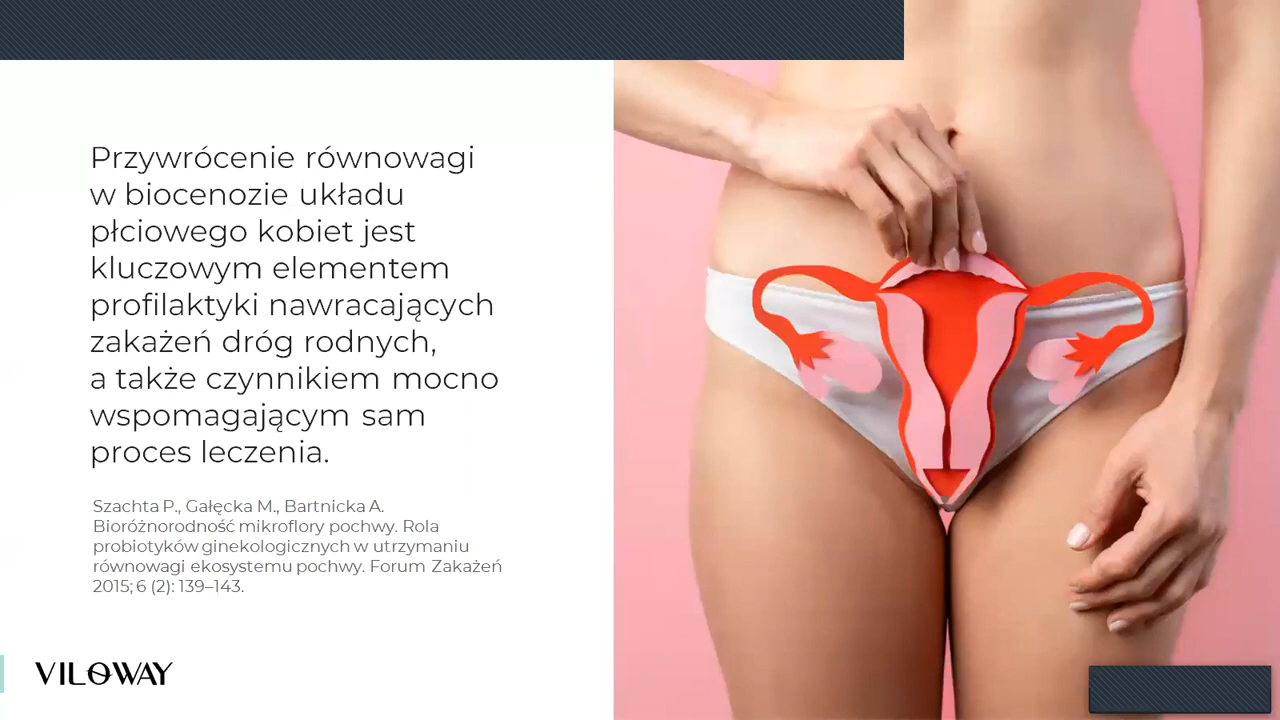 Przywrócenie równowagi
w biocenozie układu
płciowego kobiet jest
kluczowym elementem
profilaktyki nawracających
zakażeń dróg rodnych,
a także czynnikiem mocno
wspomagającym sam
proces leczenia.
Szachta P., Gałęcka M., Bartnicka A.
Bioróżnorodność mikroflory pochwy. Rola
probiotyków ginekologicznych w utrzymaniu
równowagi ekosystemu pochwy. Forum Zakażeń
2015; 6 (2): 139–143.
VILOWAY